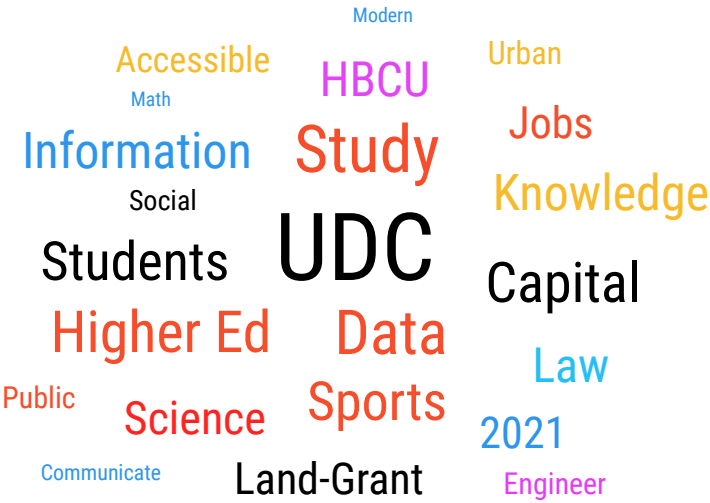 Modern
Accessible
Urban
HBCU
Math
Jobs
Information
Study
Knowledge
Social
UDC
Students
Capital
Higher Ed
Data
Law
Public
Sports
Science
2021
Communicate
Land-Grant
Engineer